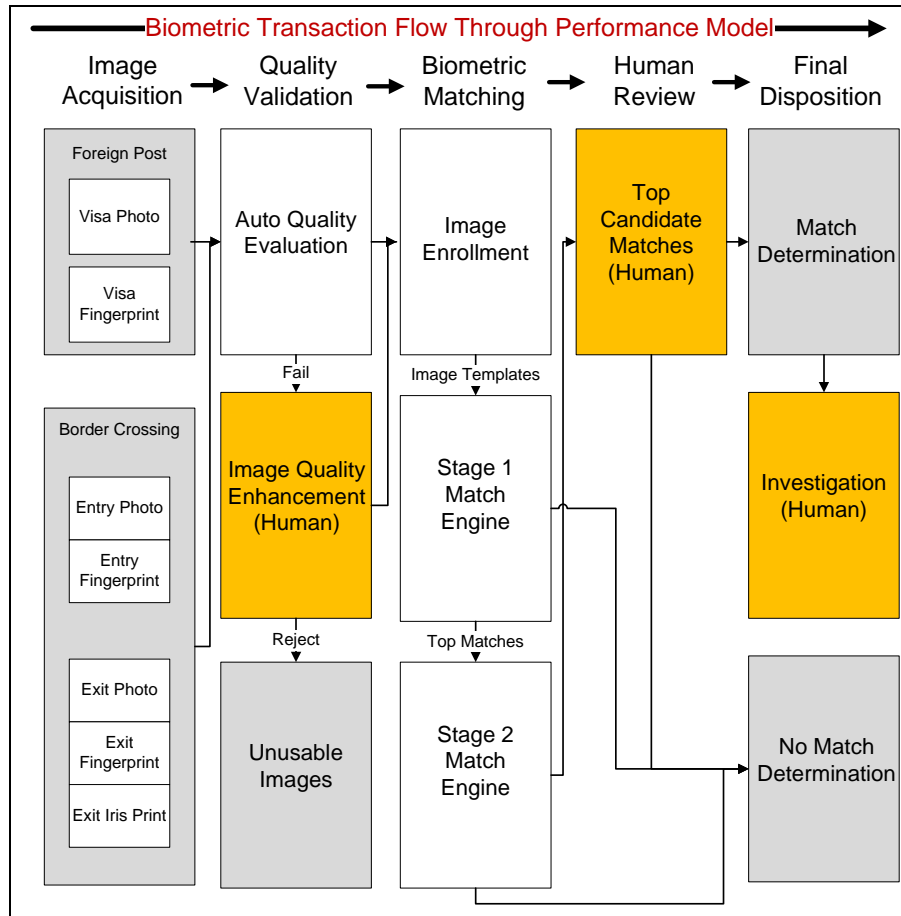 Biometric Transaction Flow Through Performance Model
Image
Acquisition
Quality
Validation
Biometric
Matching
Human
Review
Final
Disposition
Foreign Post
Visa Photo
Visa
Fingerprint
Border Crossing
Entry Photo
Entry
Fingerprint
Exit Photo
Exit
Fingerprint
Exit Iris Print
Auto Quality
Evaluation
Fail
Image Quality
Enhancement
(Human)
Reject
Unusable
Images
Image
Enrollment
Image Templates
Stage 1
Match
Engine
Top Matches
Stage 2
Match
Engine
Top
Candidate
Matches
(Human)
Match
Determination
Investigation
(Human)
No Match
Determination